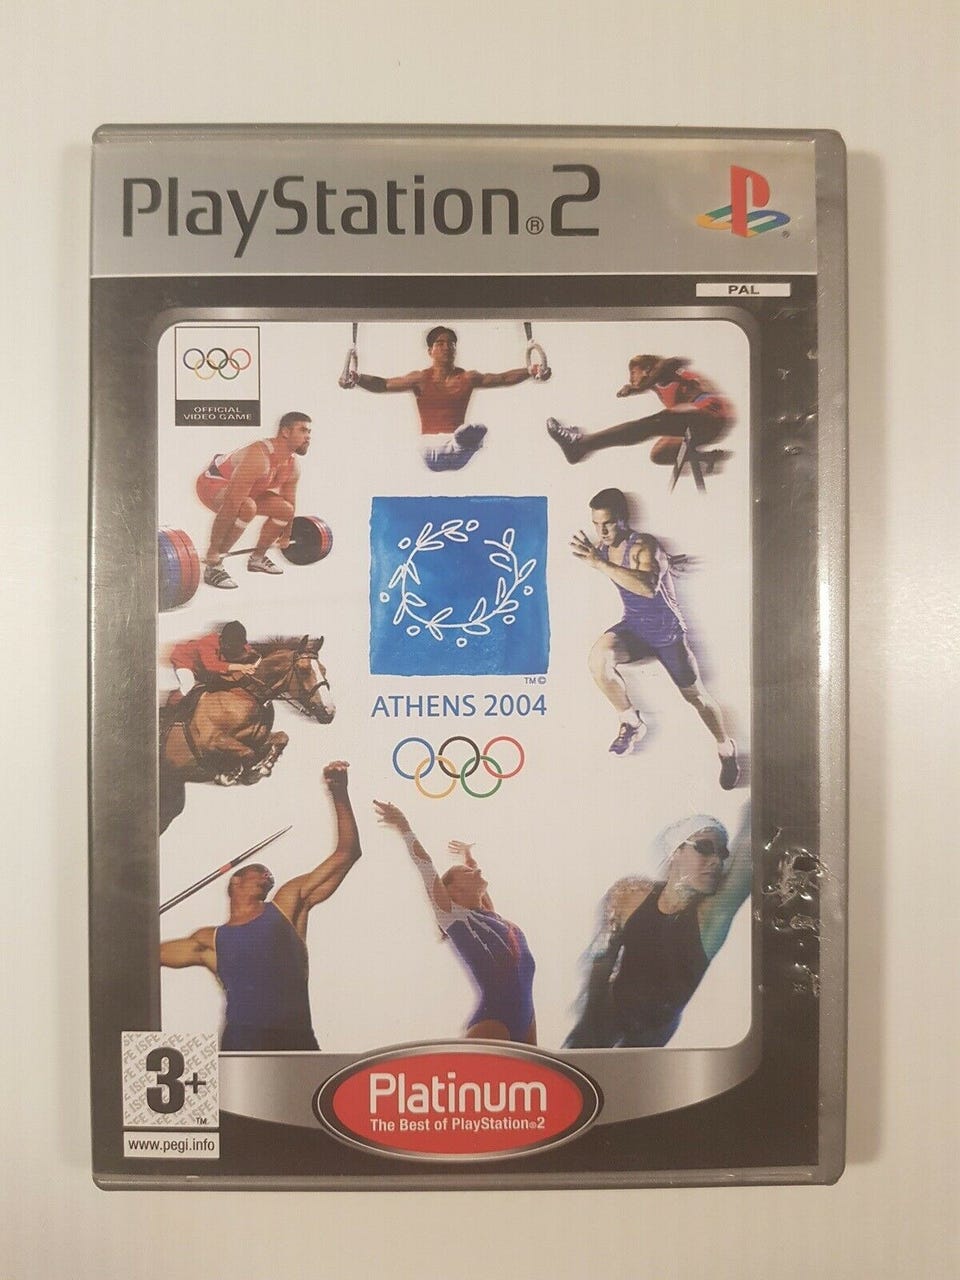 PlayStation®2
PAL
OFFICIAL
VIDEO GAME
TM©
ATHENS 2004
3+
TM
www.pegi.info
Platinum
The Best of PlayStation®2